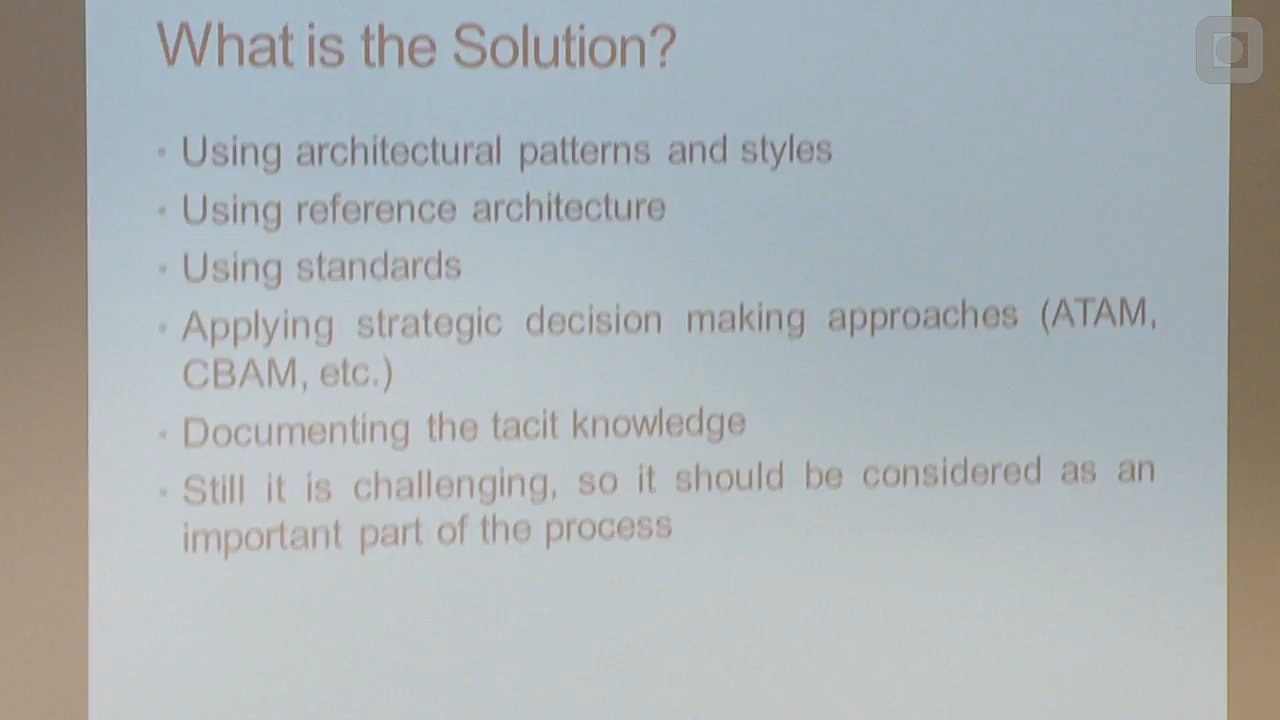 What is the Solution?
• Using architectural patterns and styles
• Using reference architecture
• Using standards
• Applying strategic decision making approaches (ATAM,
CBAM, etc.)
• Documenting the tacit knowledge
• Still it is challenging, so it should be considered as an
important part of the process